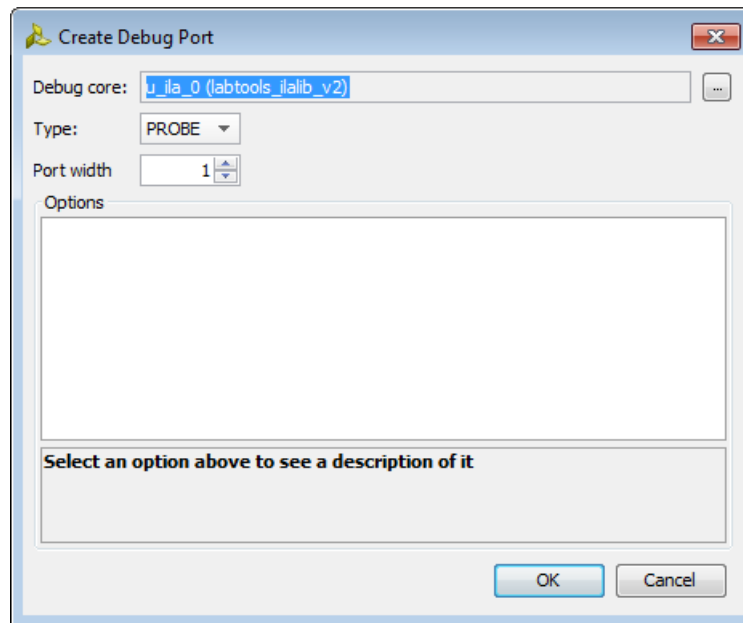 Create Debug Port
Debug core: u_ila_0 (labtools_ilalib_v2) ...
Type: PROBE
Port width 1
Options
Select an option above to see a description of it
OK Cancel